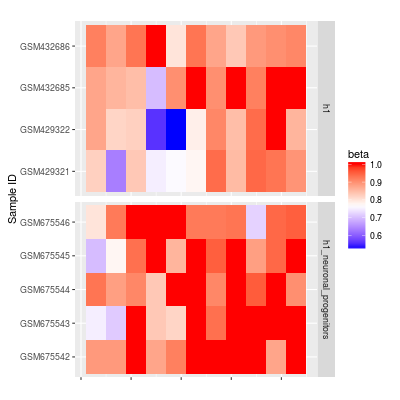 GSM432686
GSM432685
GSM429322
GSM429321
h1
GSM675546
GSM675545
GSM675544
GSM675543
GSM675542
h1_neuronal_progenitors
Sample ID
beta
1.0
0.9
0.8
0.7
0.6